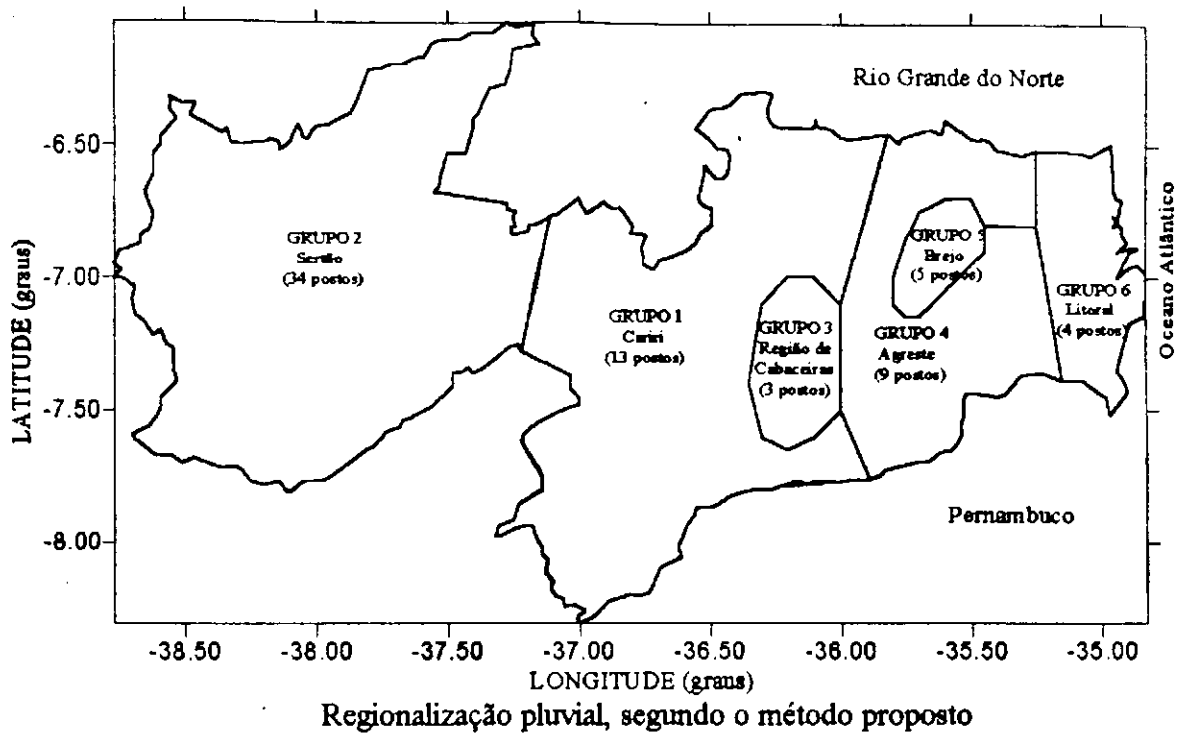 Rio Grande do Norte
-6.50
-7.00
-7.50
-8.00
LATITUDE (graus)
GRUPO 2
Sertão
(34 postos)
GRUPO 1
Cariri
(13 postos)
GRUPO 3
Região de
Cabaceiras
(3 postos)
GRUPO 5
Brejo
(5 postos)
GRUPO 4
Agreste
(9 postos)
GRUPO 6
Litoral
(4 postos)
Oceano Atlântico
Pernambuco
-38.50
-38.00
-37.50
-37.00
-36.50
-36.00
-35.50
-35.00
LONGITUDE (graus)
Regionalização pluvial, segundo o método proposto